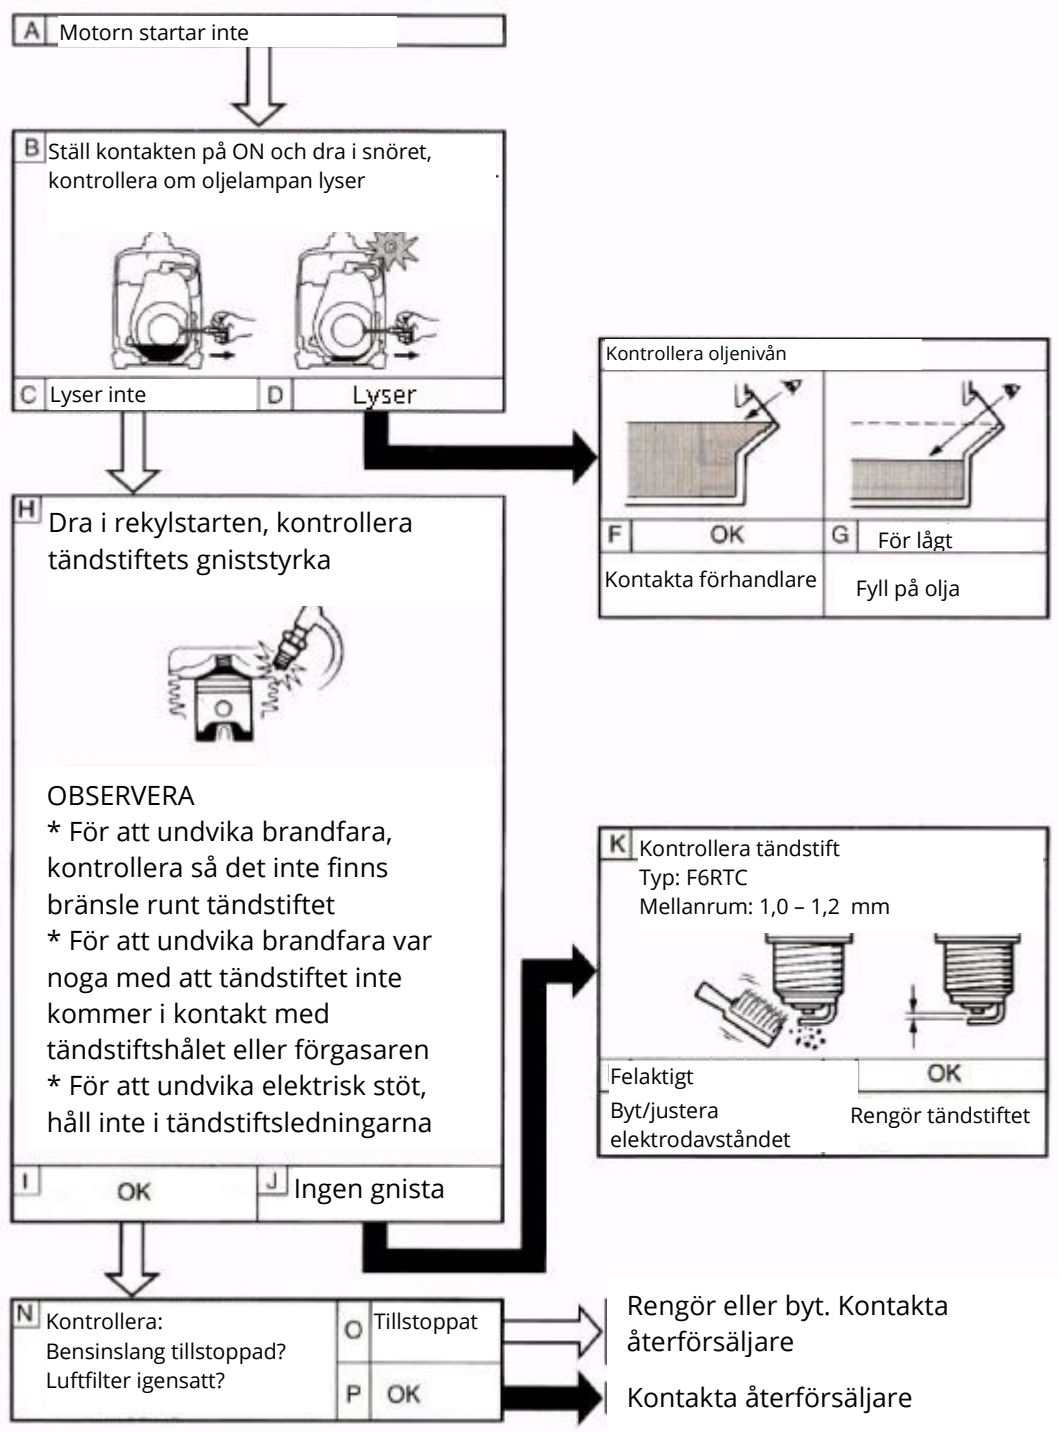 A Motorn startar inte
B Ställ kontakten på ON och dra i snöret,
kontrollera om oljelampan lyser
C Lyser inte
D Lyser
Kontrollera oljenivån
F OK
G För lågt
Kontakta förhandlare
Fyll på olja
H Dra i rekylstarten, kontrollera
tändstiftets gniststyrka
OBSERVERA
* För att undvika brandfara,
kontrollera så det inte finns
bränsle runt tändstiftet
* För att undvika brandfara var
noga med att tändstiftet inte
kommer i kontakt med
tändstiftshålet eller förgasaren
* För att undvika elektrisk stöt,
håll inte i tändstiftsledningarna
I OK
J Ingen gnista
K Kontrollera tändstift
Typ: F6RTC
Mellanrum: 1,0 – 1,2 mm
Felaktigt
OK
Byt/justera
elektrodavståndet
Rengör tändstiftet
N Kontrollera:
Bensinslang tillstoppad?
Luftfilter igensatt?
O Tillstoppat
P OK
Rengör eller byt. Kontakta
återförsäljare
Kontakta återförsäljare